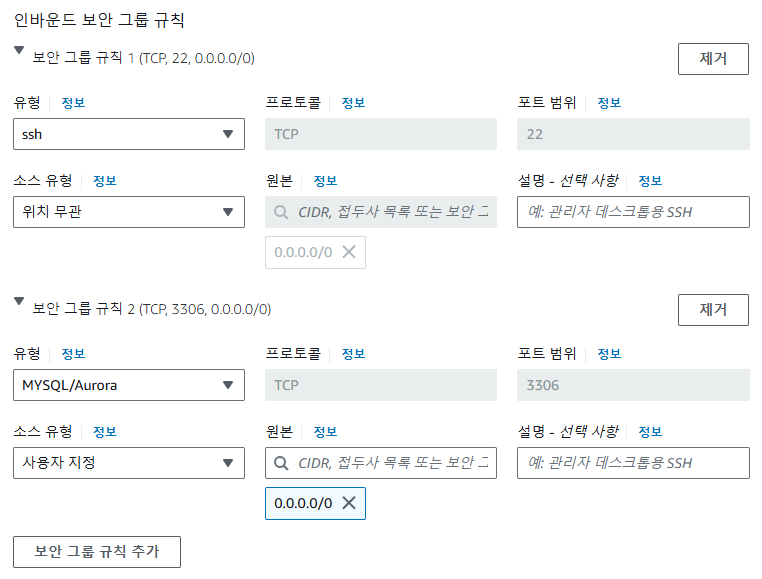 인바운드 보안 그룹 규칙
보안 그룹 규칙 1 (TCP, 22, 0.0.0.0/0)
제거
유형 정보 프로토콜 정보 포트 범위 정보
ssh TCP 22
소스 유형 정보 원본 정보 설명 - 선택 사항 정보
위치 무관 CIDR, 접두사 목록 또는 보안 그 예: 관리자 데스크톱용 SSH
0.0.0.0/0
보안 그룹 규칙 2 (TCP, 3306, 0.0.0.0/0)
제거
유형 정보 프로토콜 정보 포트 범위 정보
MYSQL/Aurora TCP 3306
소스 유형 정보 원본 정보 설명 - 선택 사항 정보
사용자 지정 CIDR, 접두사 목록 또는 보안 그 예: 관리자 데스크톱용 SSH
0.0.0.0/0
보안 그룹 규칙 추가